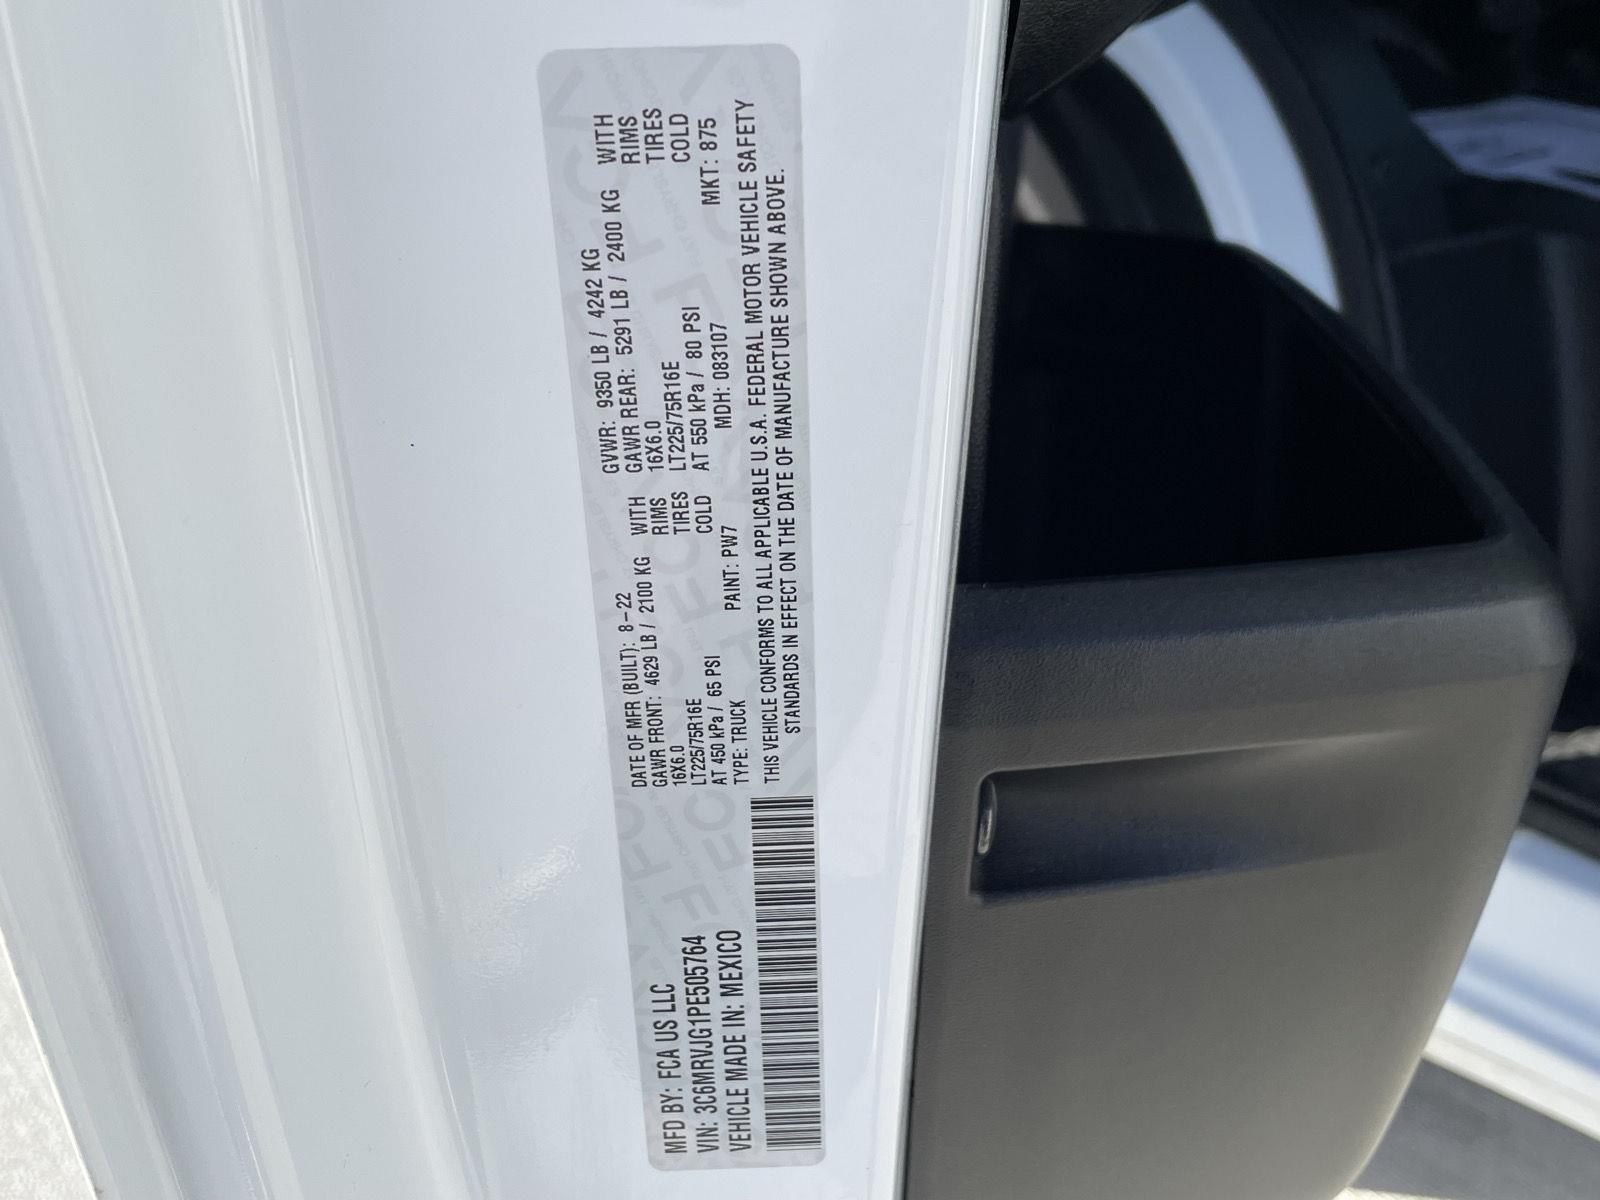 MFD BY: FCA US LLC
VIN: 3C6MRVJG1PE505764
VEHICLE MADE IN: MEXICO
DATE OF MFR (BUILT): 8-22
GAWR FRONT: 4629 LB / 2100 KG WITH
16X6.0 RIMS
LT225/75R16E TIRES
AT 450 kPa / 65 PSI COLD
TYPE: TRUCK PAINT: PW7
GVWR: 9350 LB / 4242 KG
GAWR REAR: 5291 LB / 2400 KG WITH
16X6.0 RIMS
LT225/75R16E TIRES
AT 550 kPa / 80 PSI COLD
MDH: 083107 MKT: 875
THIS VEHICLE CONFORMS TO ALL APPLICABLE U.S.A. FEDERAL MOTOR VEHICLE SAFETY
STANDARDS IN EFFECT ON THE DATE OF MANUFACTURE SHOWN ABOVE.